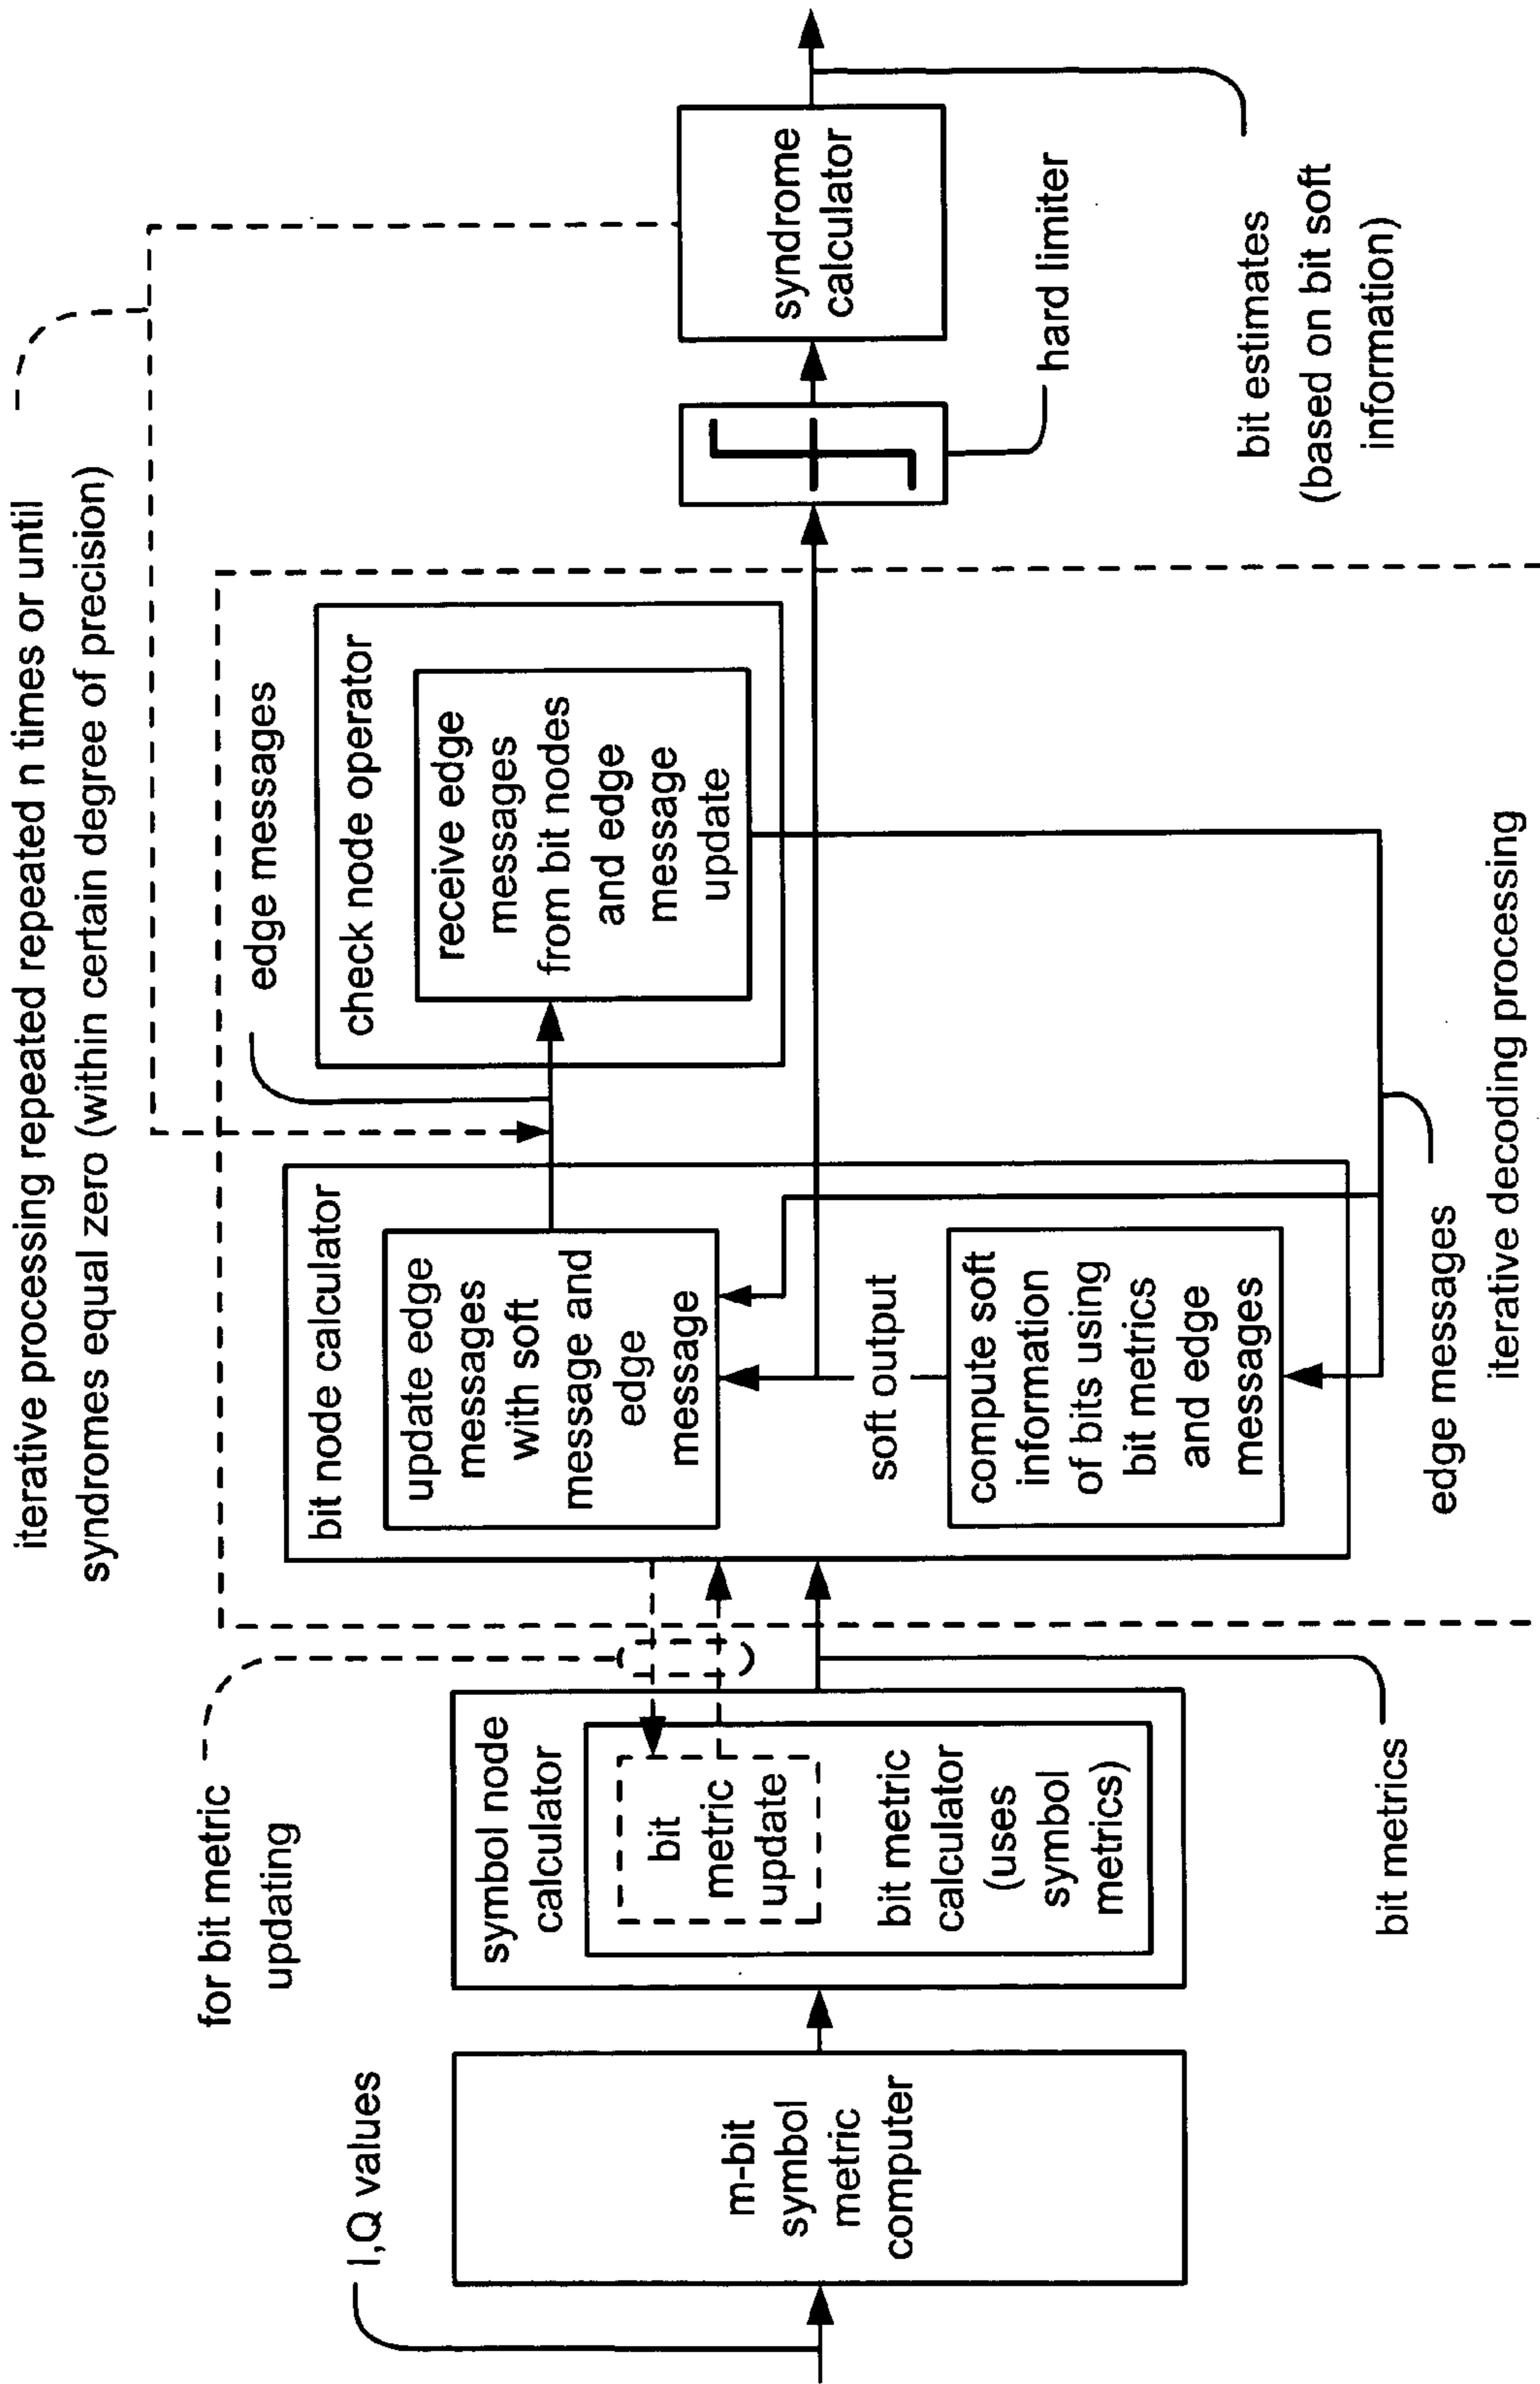 iterative processing repeated repeated n times or until
syndromes equal zero (within certain degree of precision)
for bit metric
updating
I,Q values
m-bit
symbol
metric
computer
symbol node
calculator
bit
metric
update
bit metric
calculator
(uses
symbol
metrics)
bit metrics
bit node calculator
update edge
messages
with soft
message and
edge
message
soft output
compute soft
information
of bits using
bit metrics
and edge
messages
edge messages
check node operator
receive edge
messages
from bit nodes
and edge
message
update
edge messages
iterative decoding processing
hard limiter
syndrome
calculator
bit estimates
(based on bit soft
information)